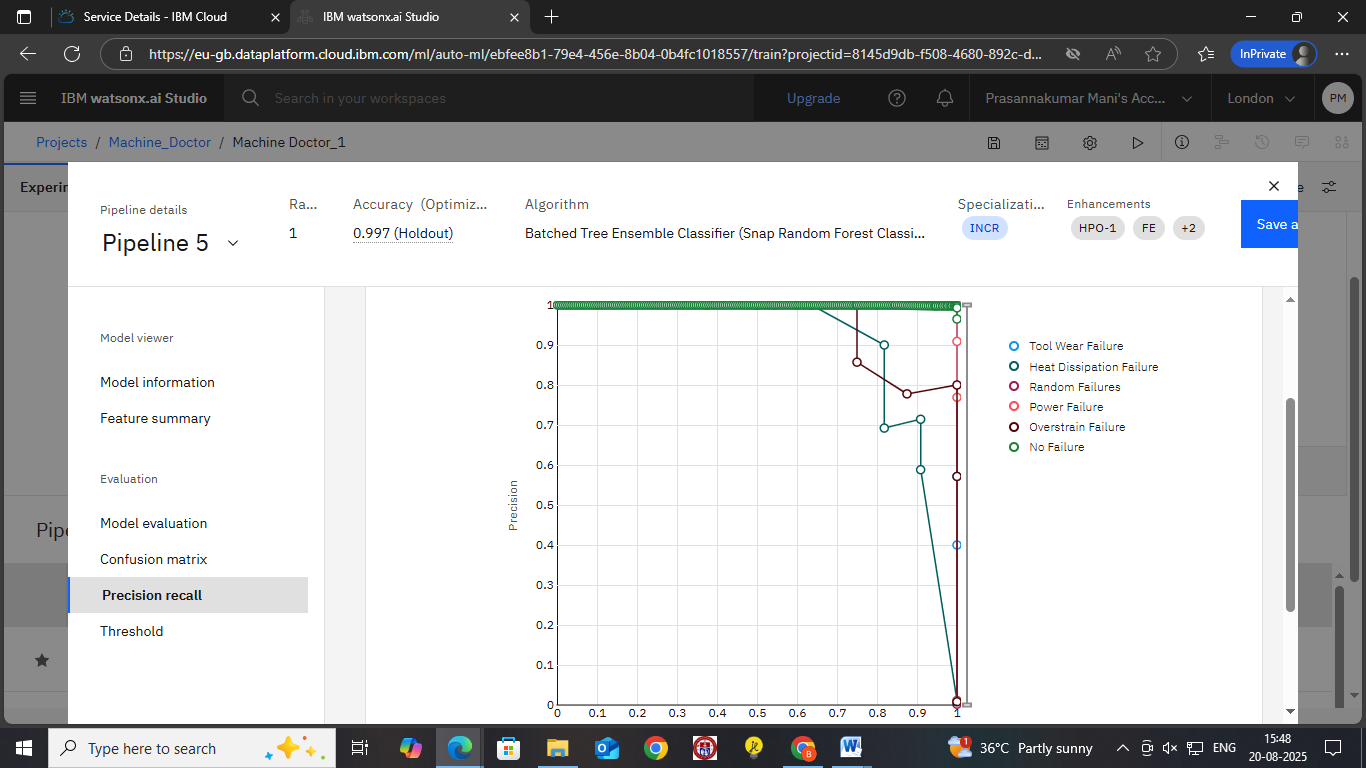 Service Details - IBM Cloud
IBM watsonx.ai Studio
https://eu-gb.dataplatform.cloud.ibm.com/ml/auto-ml/ebfee8b1-79e4-456e-8b04-0b4fc1018557/train?projectid=8145d9db-f508-4680-892c-d...
InPrivate
IBM watsonx.ai Studio
Search in your workspaces
Upgrade
Prasannakumar Mani's Acc...
London
PM
Projects / Machine_Doctor / Machine Doctor_1
Experin
e
Pipeline details
Pipeline 5
Ra...
1
Accuracy (Optimiz...
0.997 (Holdout)
Algorithm
Batched Tree Ensemble Classifier (Snap Random Forest Classi...
Specializati...
INCR
Enhancements
HPO-1
FE
+2
Save a
Model viewer
Model information
Feature summary
Evaluation
Model evaluation
Confusion matrix
Precision recall
Threshold
Pipe
Precision
1
0.9
0.8
0.7
0.6
0.5
0.4
0.3
0.2
0.1
0
0 0.1 0.2 0.3 0.4 0.5 0.6 0.7 0.8 0.9 1
Tool Wear Failure
Heat Dissipation Failure
Random Failures
Power Failure
Overstrain Failure
No Failure
Type here to search
1
36°C Partly sunny
ENG
15:48
20-08-2025